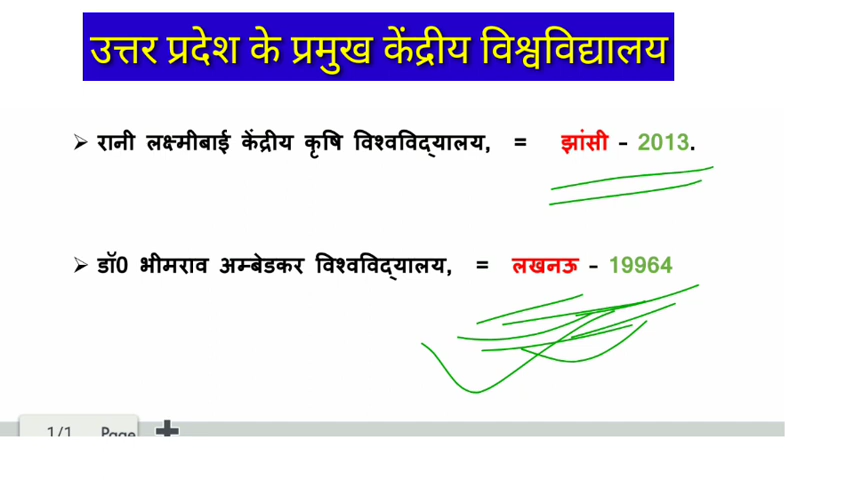 उत्तर प्रदेश के प्रमुख केंद्रीय विश्वविद्यालय
➢ रानी लक्ष्मीबाई केंद्रीय कृषि विश्वविद्यालय, = झांसी - 2013.
➢ डॉ0 भीमराव अम्बेडकर विश्वविद्यालय, = लखनऊ - 19964
1/1 Page